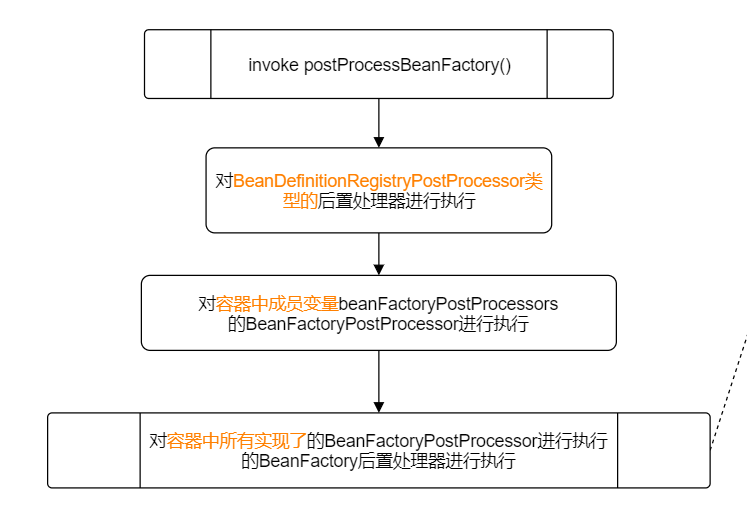 invoke postProcessBeanFactory()
对BeanDefinitionRegistryPostProcessor类
型的后置处理器进行执行
对容器中成员变量beanFactoryPostProcessors
的BeanFactoryPostProcessor进行执行
对容器中所有实现了的BeanFactoryPostProcessor进行执行
的BeanFactory后置处理器进行执行